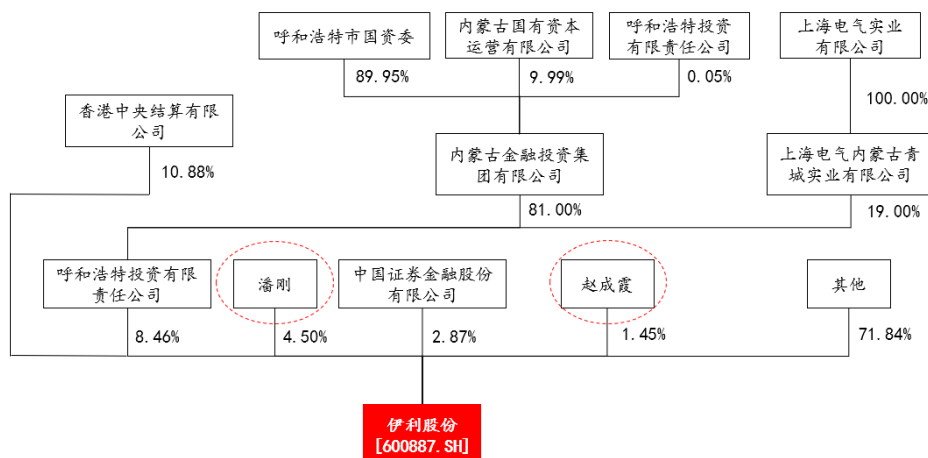 呼和浩特市国资委
内蒙古国有资本
运营有限公司
呼和浩特投资
有限责任公司
上海电气实业
有限公司
89.95%
9.99%
0.05%
100.00%
香港中央结算有限
公司
10.88%
内蒙古金融投资集
团有限公司
上海电气内蒙古青
城实业有限公司
81.00%
19.00%
呼和浩特投资有限
责任公司
潘刚
中国证券金融股份
有限公司
赵成霞
其他
8.46%
4.50%
2.87%
1.45%
71.84%
伊利股份
[600887.SH]